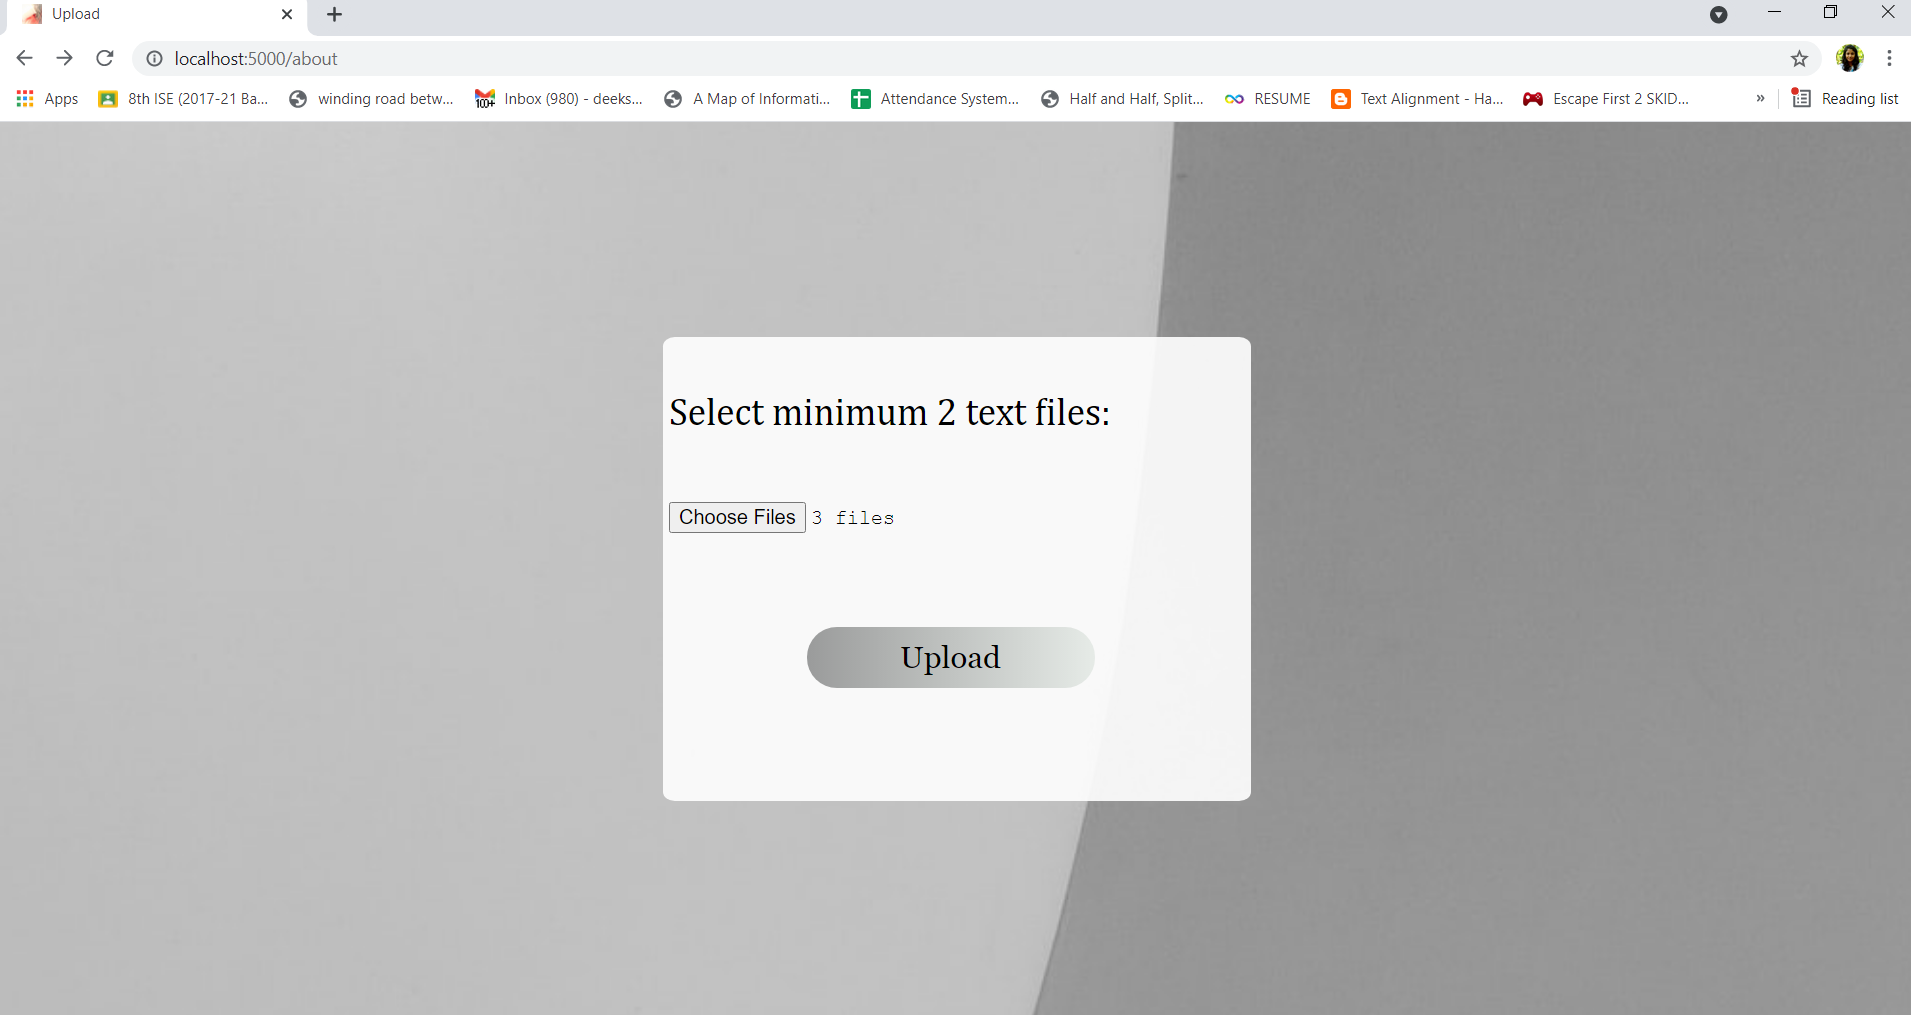 Upload
localhost:5000/about
Apps
8th ISE (2017-21 Ba...
winding road betw...
100+
Inbox (980) - deeks...
A Map of Informati...
Attendance System...
Half and Half, Split...
RESUME
Text Alignment - Ha...
Escape First 2 SKID...
»
Reading list
Select minimum 2 text files:
Choose Files 3 files
Upload